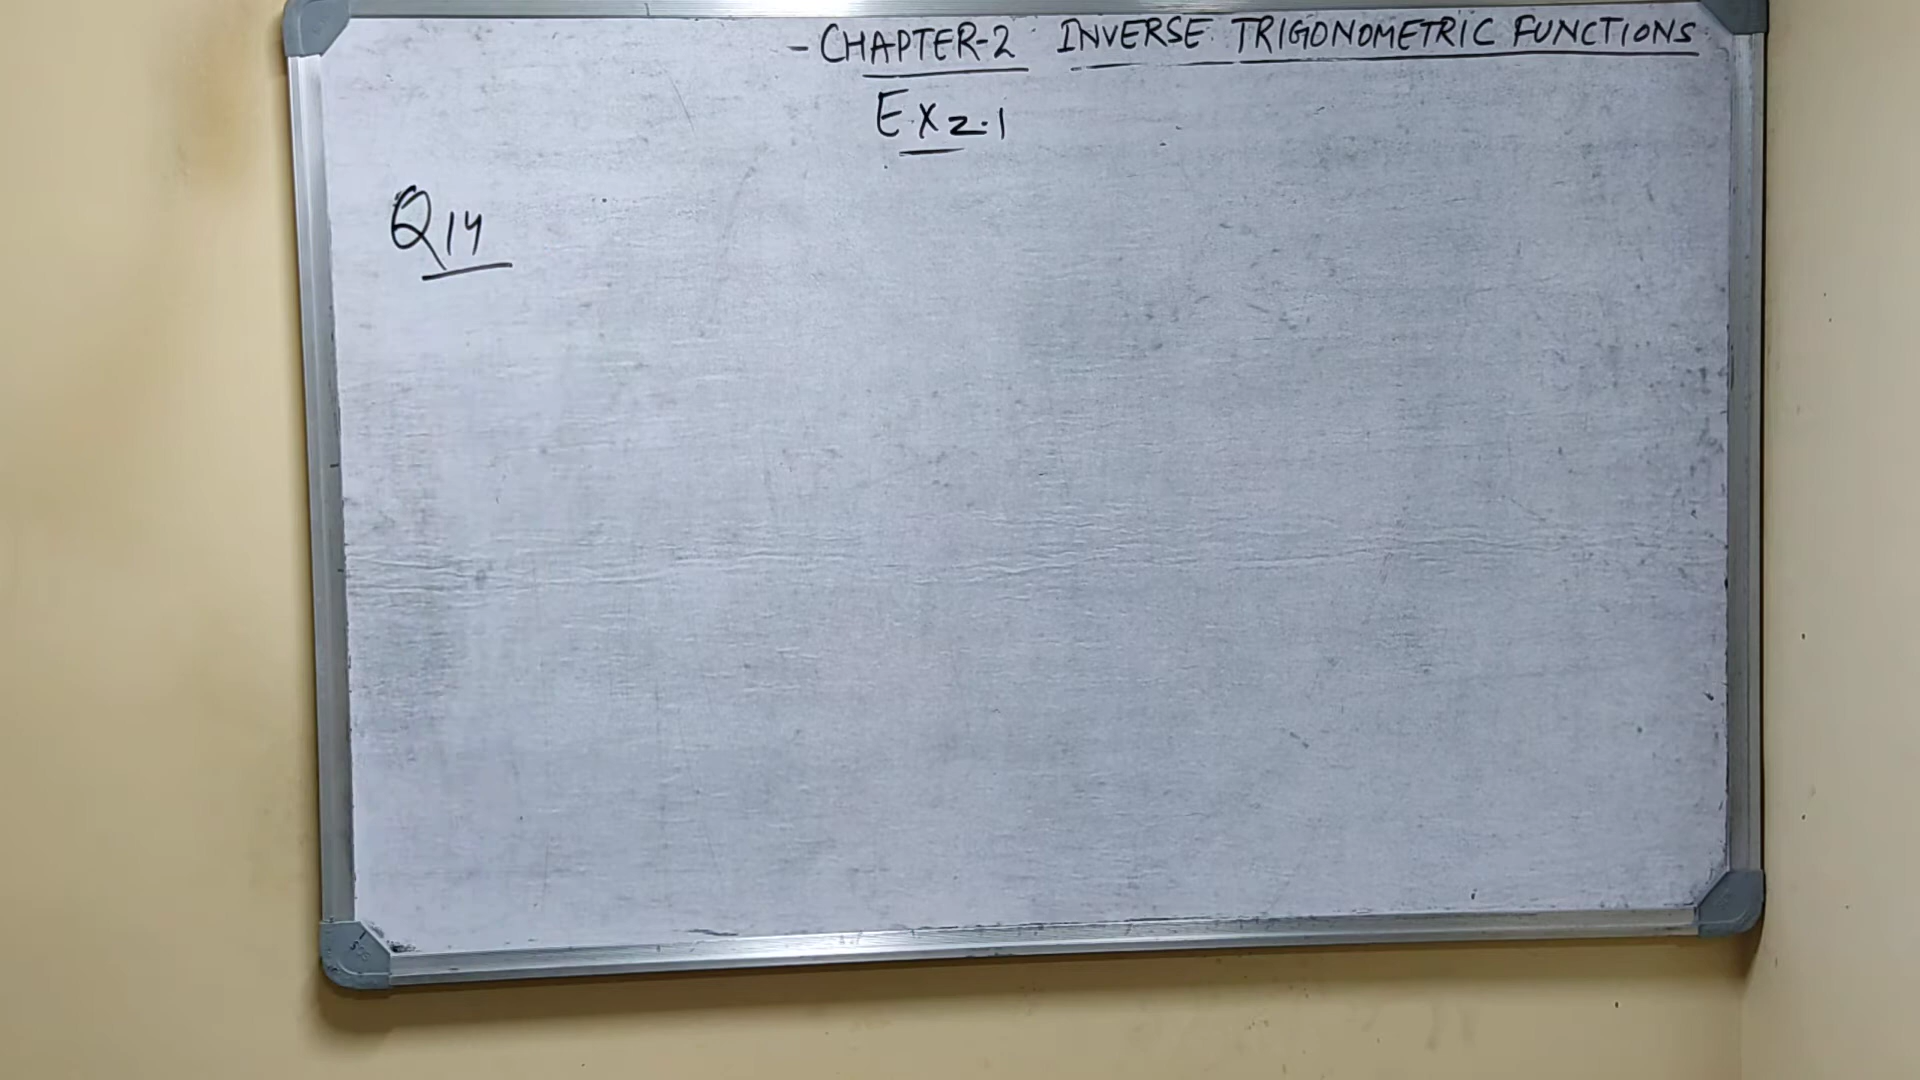 - CHAPTER-2 INVERSE TRIGONOMETRIC FUNCTIONS
Ex 2.1
Q14